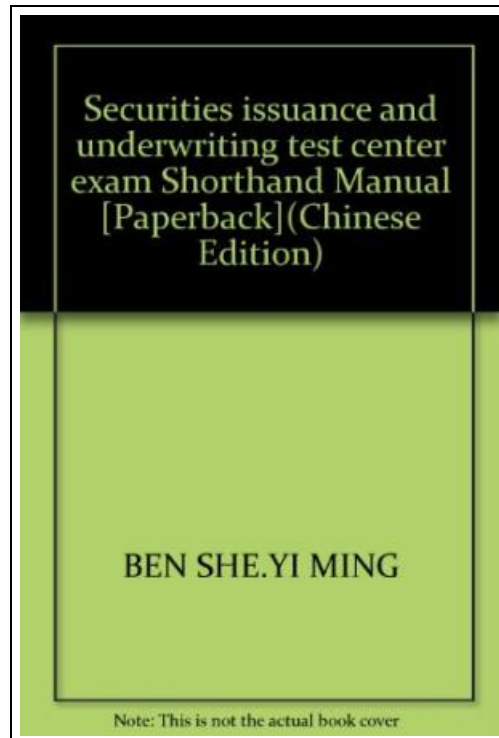 Securities issuance and
underwriting test center
exam Shorthand Manual
[Paperback](Chinese
Edition)
BEN SHE.YI MING
Note: This is not the actual book cover